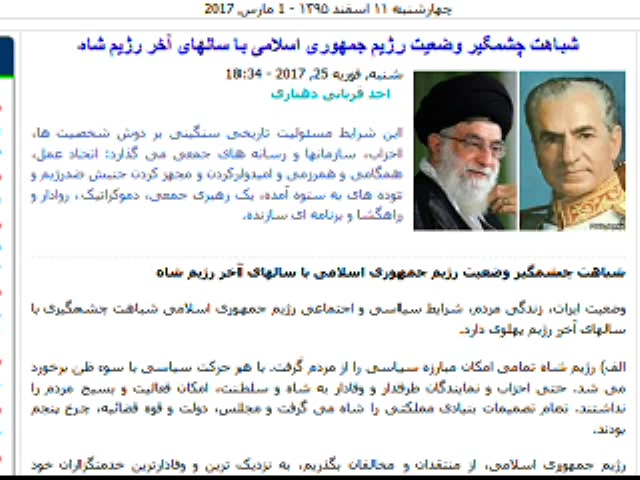 چهارشنبه ۱۱ اسفند ۱۳۹۵ - 1 مارس, 2017
شباهت چشمگیر وضعیت رژیم جمهوری اسلامی با سالهای آخر رژیم شاه.
شنبه, فوریه 25, 2017 - 18:34
احد قربانی دهناری
این شرایط مسئولیت تاریخی سنگینی بر دوش شخصیت ها،
احزاب، سازمانها و رسانه های جمعی می گذارد: اتحاد عمل،
همگامی و همرزمی و امیدوارکردن و مجهز کردن جنبش ضدرژیم و
توده های به ستوه آمده، یک رهبری جمعی، دموکراتیک، روادار و
راهگشا و برنامه ای سازنده.
شباهت چشمگیر وضعیت رژیم جمهوری اسلامی با سالهای آخر رژیم شاه
وضعیت ایران، زندگی مردم، شرایط سیاسی و اجتماعی رژیم جمهوری اسلامی شباهت چشمگیری با
سالهای آخر رژیم پهلوی دارد.
الف) رژیم شاه تمامی امکان مبارزه سیاسی را از مردم گرفت. با هر حرکت سیاسی با سوه ظن برخورد
می شد. حتی احزاب و نمایندگان طرفدار و وفادار به شاه و سلطنت، امکان فعالیت و بسیج مردم را
نداشتند. تمام تصمیمات بنیادی مملکتی را شاه می گرفت و مجلس، دولت و قوه قضائیه، چرخ پنجم
بودند.
رژیم جمهوری اسلامی، از منتقدان و مخالفان بگذریم، به نزدیک ترین و وفادارترین خدمتگزاران خود